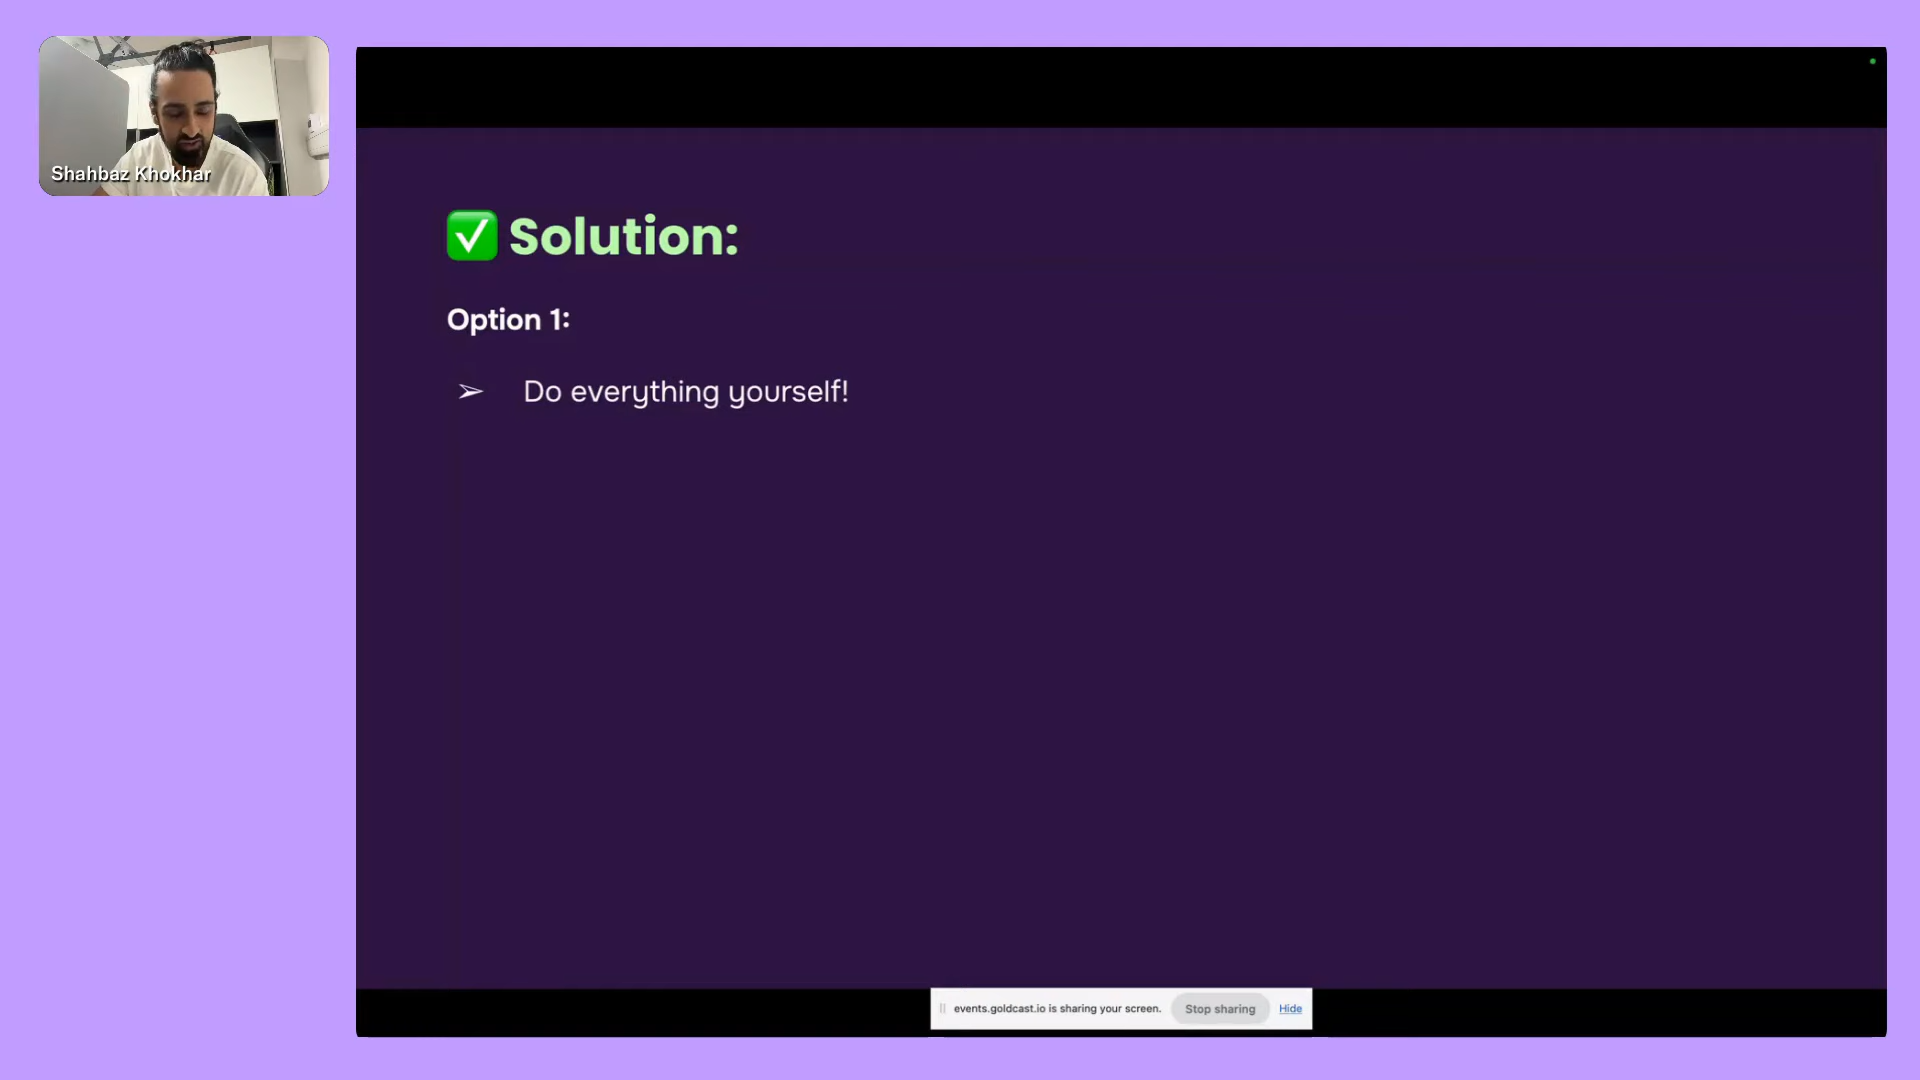 Shahbaz Khokhar
✅ Solution:
Option 1:
➢ Do everything yourself!
events.goldcast.io is sharing your screen. Stop sharing Hide